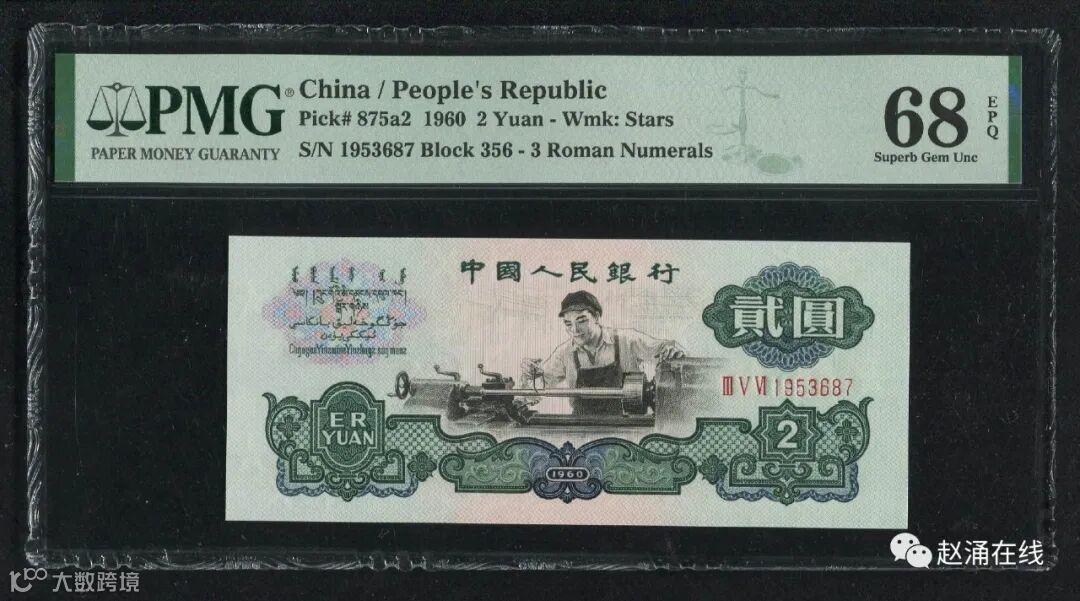 PMG®
PAPER MONEY GUARANTY
China / People's Republic
Pick# 875a2 1960 2 Yuan - Wmk: Stars
S/N 1953687 Block 356 - 3 Roman Numerals
68
EPQ
Superb Gem Unc
中國人民銀行
貳圓
ⅢⅤⅥ1953687
ER
YUAN
1960
2
赵涌在线
大数跨境